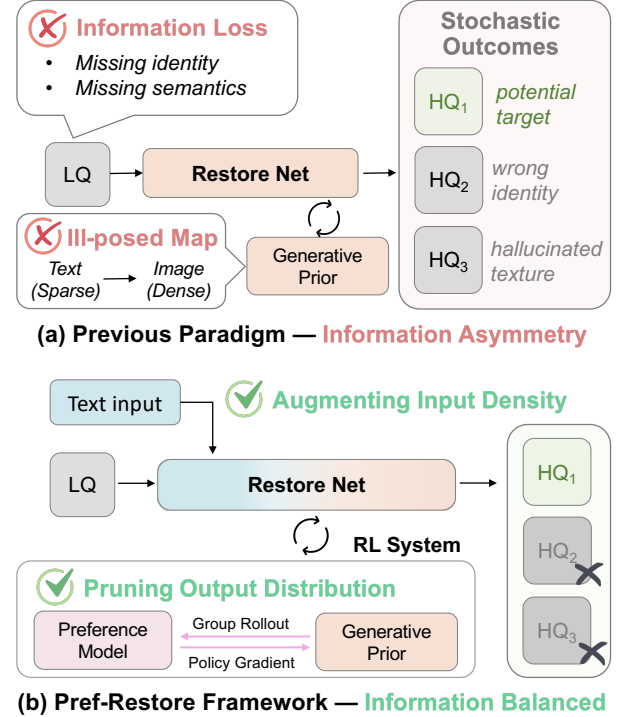 Information Loss
• Missing identity
• Missing semantics
Stochastic
Outcomes
HQ1
potential
target
LQ
Restore Net
HQ2
wrong
identity
Ill-posed Map
Text
(Sparse)
Image
(Dense)
Generative
Prior
HQ3
hallucinated
texture
(a) Previous Paradigm — Information Asymmetry
Text input
Augmenting Input Density
LQ
Restore Net
HQ1
RL System
HQ2
Pruning Output Distribution
Preference
Model
Group Rollout
Policy Gradient
Generative
Prior
HQ3
(b) Pref-Restore Framework — Information Balanced